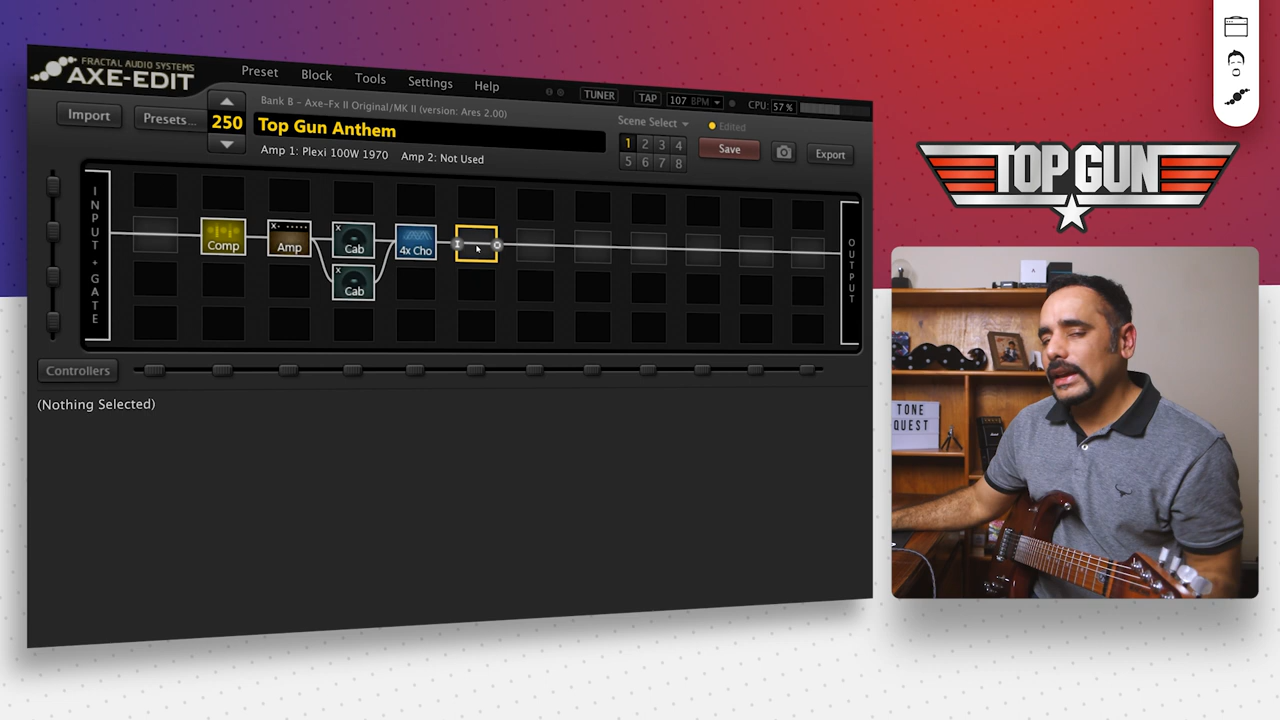 FRACTAL AUDIO SYSTEMS
AXE-EDIT
Preset Block Tools Settings Help
TUNER TAP 107 BPM CPU: 57 %
Import Presets... 250
Bank B – Axe-Fx II Original/MK II (version: Ares 2.00)
Top Gun Anthem
Amp 1: Plexi 100W 1970 Amp 2: Not Used
Scene Select Edited
1 2 3 4
5 6 7 8
Save Export
INPUT + GATE
Comp Amp Cab 4x Cho
Cab
OUTPUT
Controllers
(Nothing Selected)
TOP GUN
TONE
QUEST